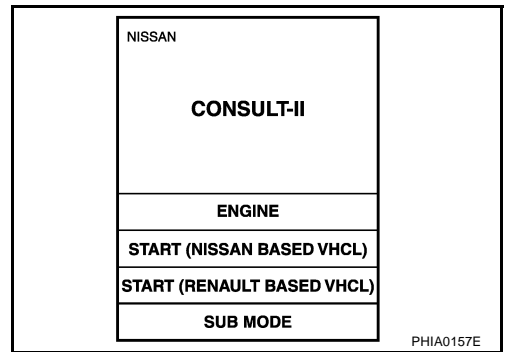 NISSAN
CONSULT-II
ENGINE
START (NISSAN BASED VHCL)
START (RENAULT BASED VHCL)
SUB MODE
PHIA0157E